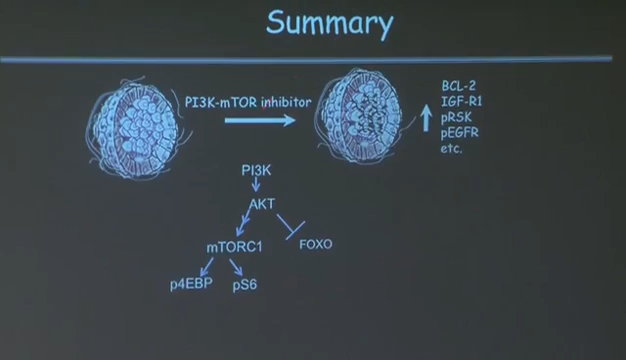 Summary
PI3K-mTOR inhibitor
BCL-2
IGF-R1
pRSK
pEGFR
etc.
PI3K
AKT
mTORC1
FOXO
p4EBP
pS6